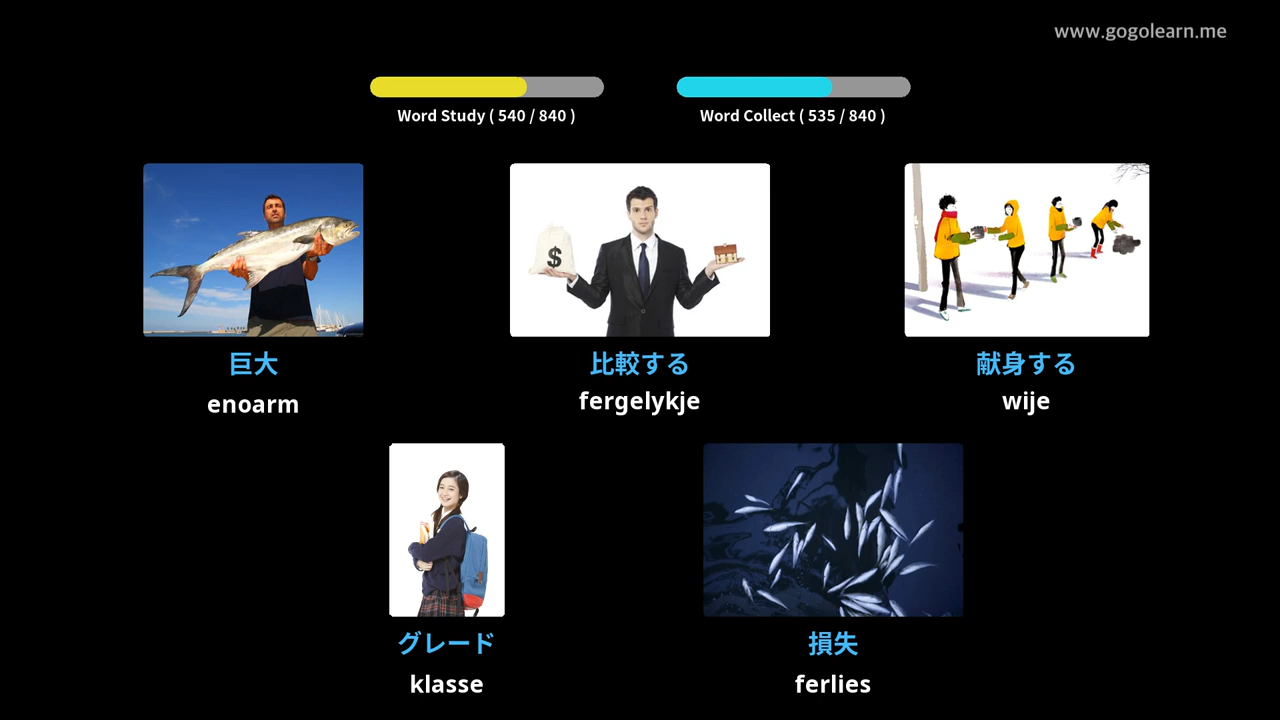 www.gogolearn.me
Word Study ( 540 / 840 )
Word Collect ( 535 / 840 )
$
巨大
比較する
献身する
enoarm
fergelykje
wije
グレード
損失
klasse
ferlies